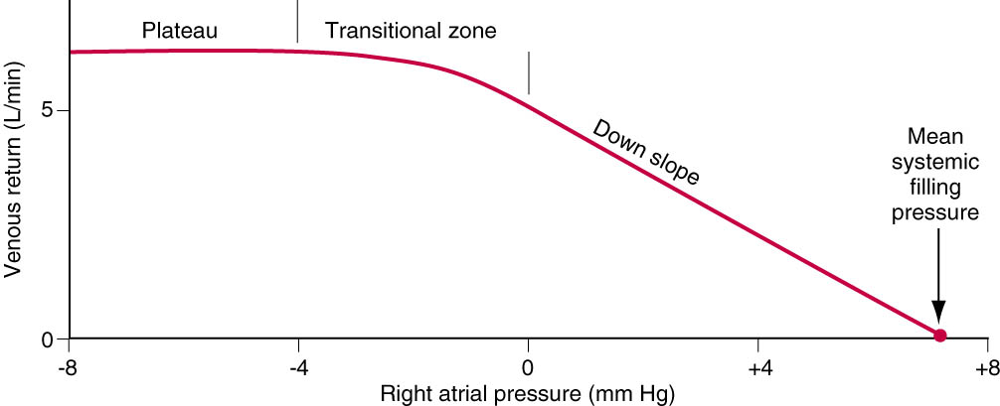 Plateau
Transitional zone
Down slope
Mean
systemic
filling
pressure
Venous return (L/min)
5
0
-8
-4
0
+4
+8
Right atrial pressure (mm Hg)